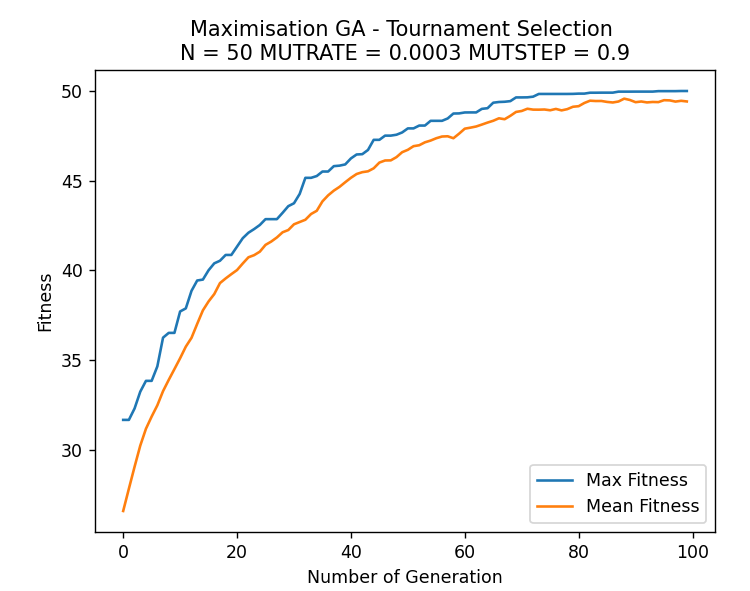 Maximisation GA - Tournament Selection
N = 50 MUTRATE = 0.0003 MUTSTEP = 0.9
50
45
40
35
30
Fitness
Max Fitness
Mean Fitness
0 20 40 60 80 100
Number of Generation